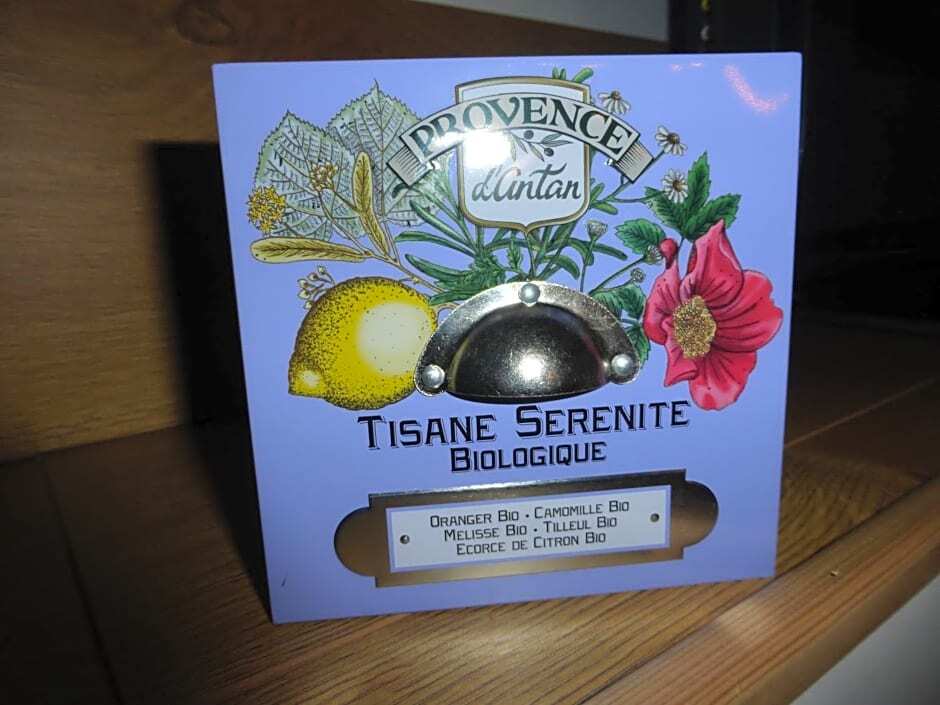 PROVENCE
d'Antan
TISANE SERENITE
BIOLOGIQUE
ORANGER BIO · CAMOMILLE BIO
MELISSE BIO · TILLEUL BIO
ECORCE DE CITRON BIO